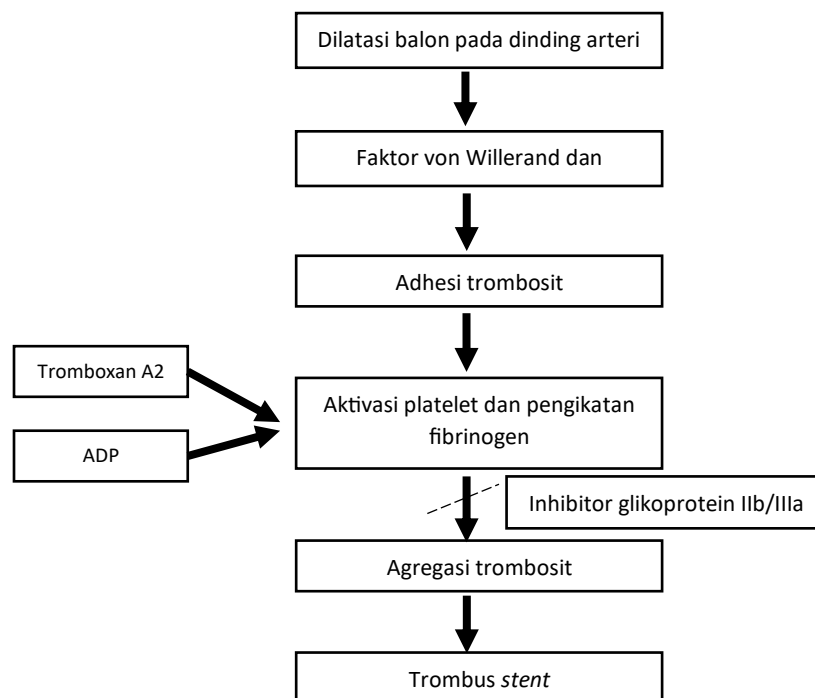 Dilatasi balon pada dinding arteri
Faktor von Willerand dan
Adhesi trombosit
Tromboxan A2
ADP
Aktivasi platelet dan pengikatan
fibrinogen
Inhibitor glikoprotein IIb/IIIa
Agregasi trombosit
Trombus stent